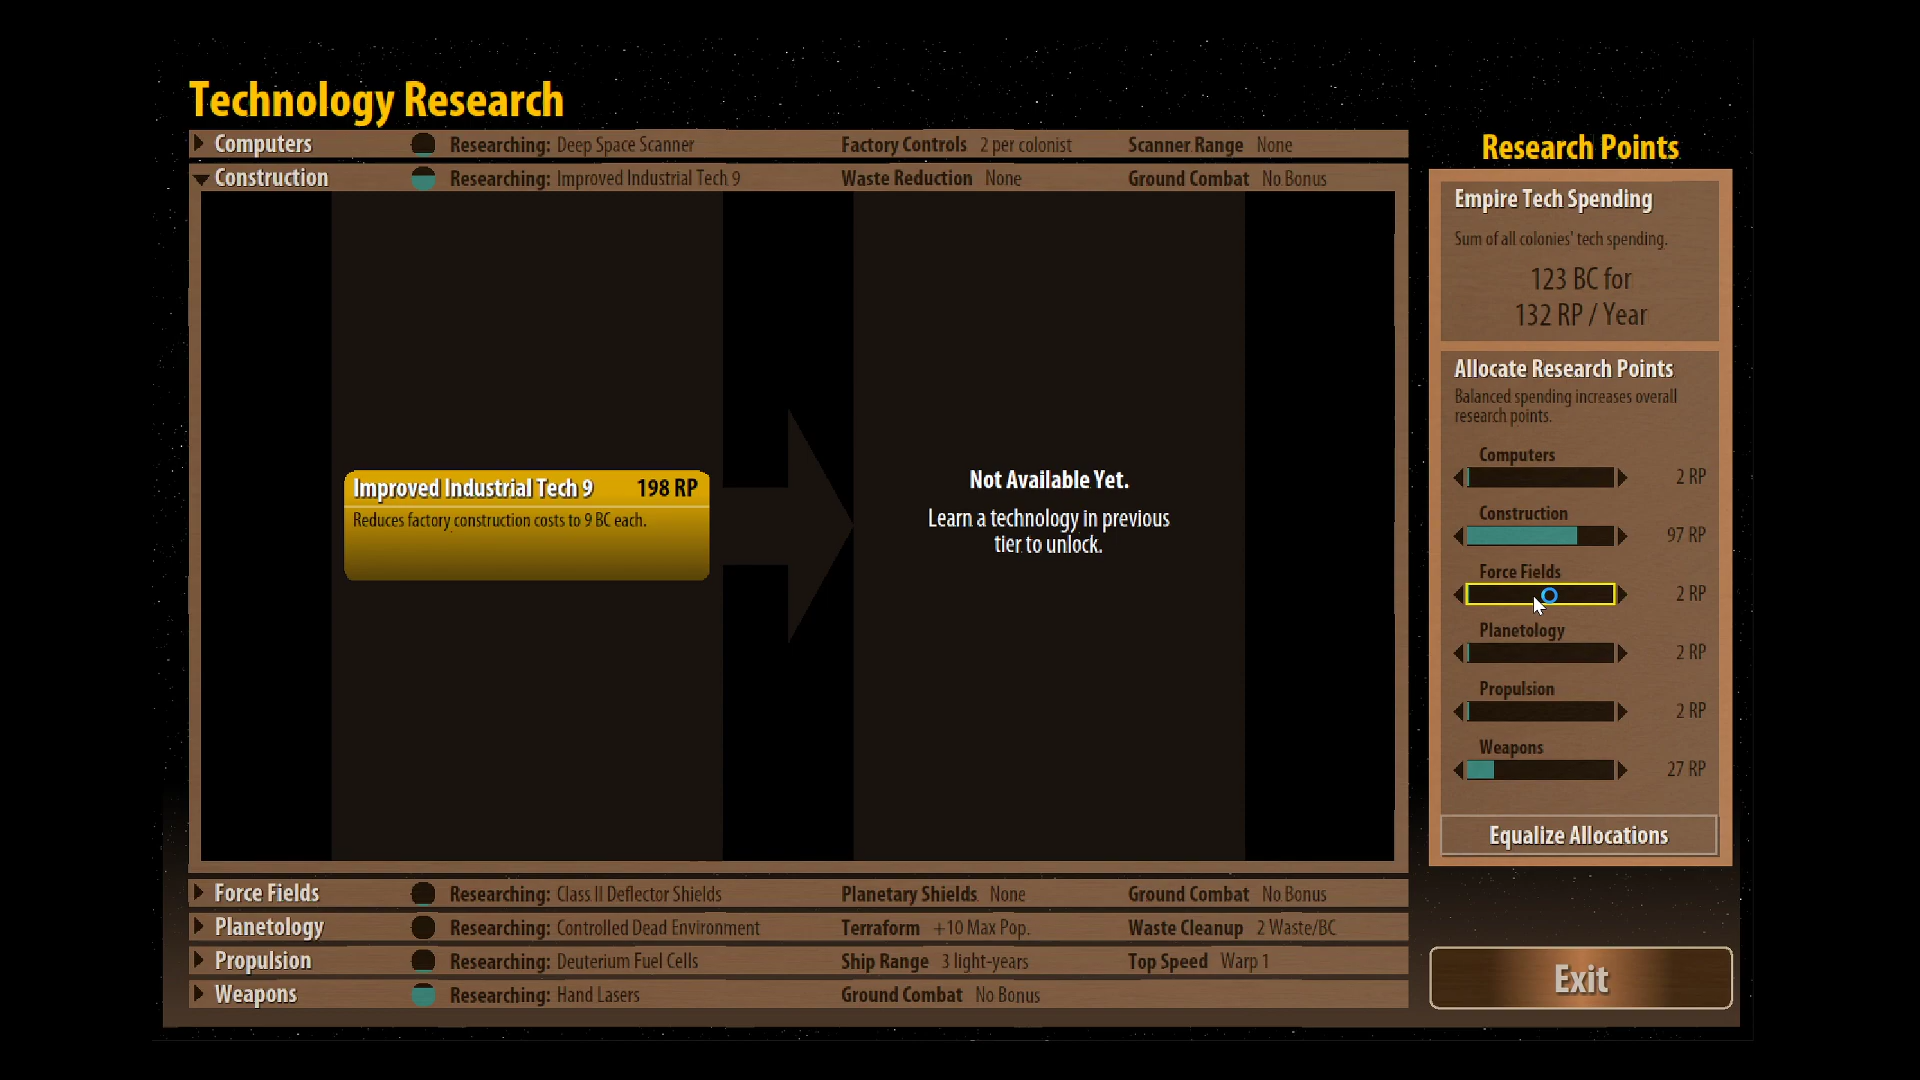 Technology Research
Computers Researching: Deep Space Scanner Factory Controls 2 per colonist Scanner Range None
Construction Researching: Improved Industrial Tech 9 Waste Reduction None Ground Combat No Bonus
Improved Industrial Tech 9 198 RP
Reduces factory construction costs to 9 BC each.
Not Available Yet.
Learn a technology in previous
tier to unlock.
Force Fields Researching: Class II Deflector Shields Planetary Shields None Ground Combat No Bonus
Planetology Researching: Controlled Dead Environment Terraform +10 Max Pop. Waste Cleanup 2 Waste/BC
Propulsion Researching: Deuterium Fuel Cells Ship Range 3 light-years Top Speed Warp 1
Weapons Researching: Hand Lasers Ground Combat No Bonus
Research Points
Empire Tech Spending
Sum of all colonies' tech spending.
123 BC for
132 RP / Year
Allocate Research Points
Balanced spending increases overall
research points.
Computers
2 RP
Construction
97 RP
Force Fields
2 RP
Planetology
2 RP
Propulsion
2 RP
Weapons
27 RP
Equalize Allocations
Exit